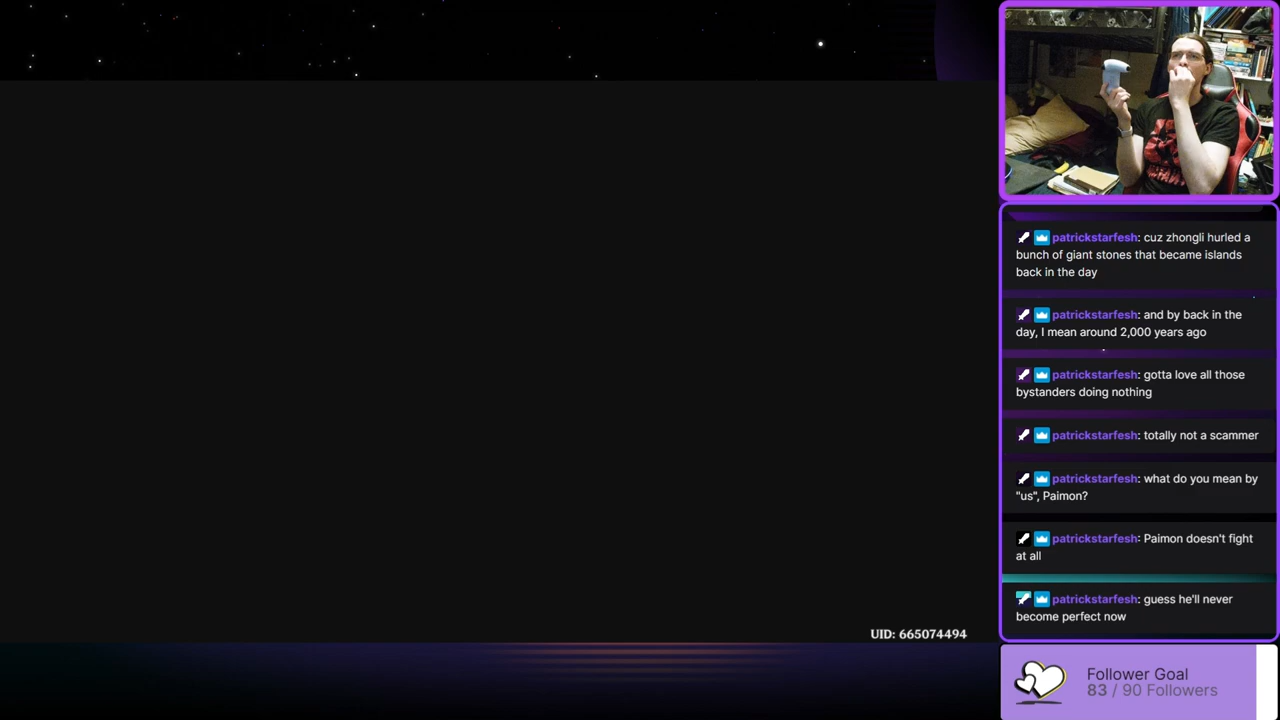 patrickstarfesh: cuz zhongli hurled a
bunch of giant stones that became islands
back in the day
patrickstarfesh: and by back in the
day, I mean around 2,000 years ago
patrickstarfesh: gotta love all those
bystanders doing nothing
patrickstarfesh: totally not a scammer
patrickstarfesh: what do you mean by
"us", Paimon?
patrickstarfesh: Paimon doesn't fight
at all
patrickstarfesh: guess he'll never
become perfect now
UID: 665074494
Follower Goal
83 / 90 Followers